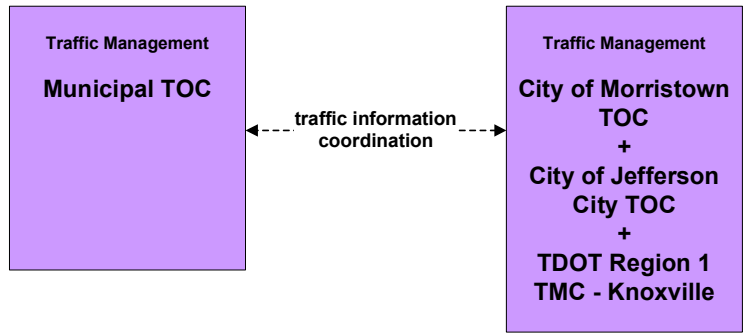 Traffic Management
Municipal TOC
traffic information
coordination
Traffic Management
City of Morristown
TOC
+
City of Jefferson
City TOC
+
TDOT Region 1
TMC - Knoxville